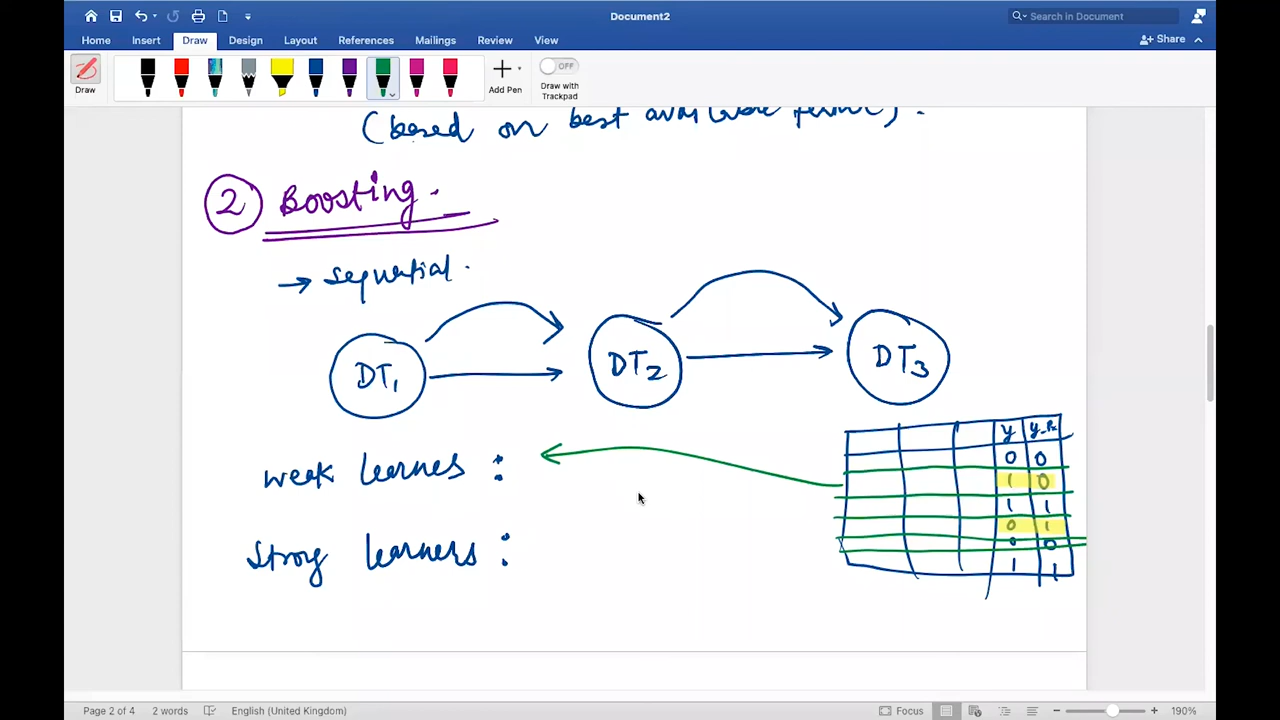 Document2
Search in Document
Home Insert Draw Design Layout References Mailings Review View
Share
Draw
Add Pen
OFF
Draw with
Trackpad
(based on best available
2 Boosting.
→ sequential.
DT1 DT2 DT3
y
weak learnes :
0 0
1 0
1 1
0 1
0 0
1 1
Strong learners :
Page 2 of 4 2 words English (United Kingdom) Focus 190%